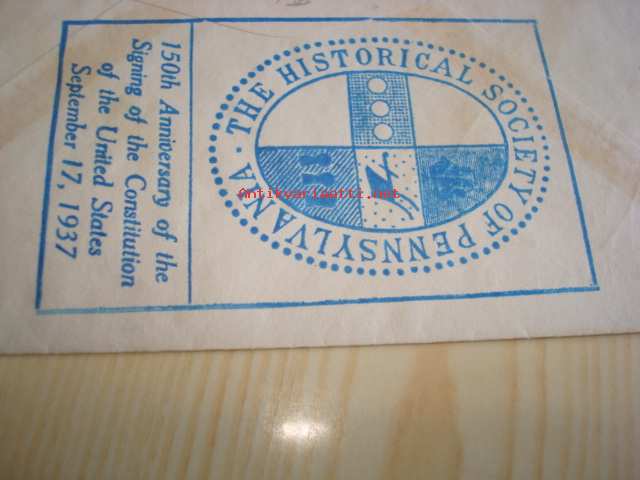 THE HISTORICAL SOCIETY OF PENNSYLVANIA
150th Anniversary of the
Signing of the Constitution
of the United States
September 17, 1937
Antikvariaatti.net